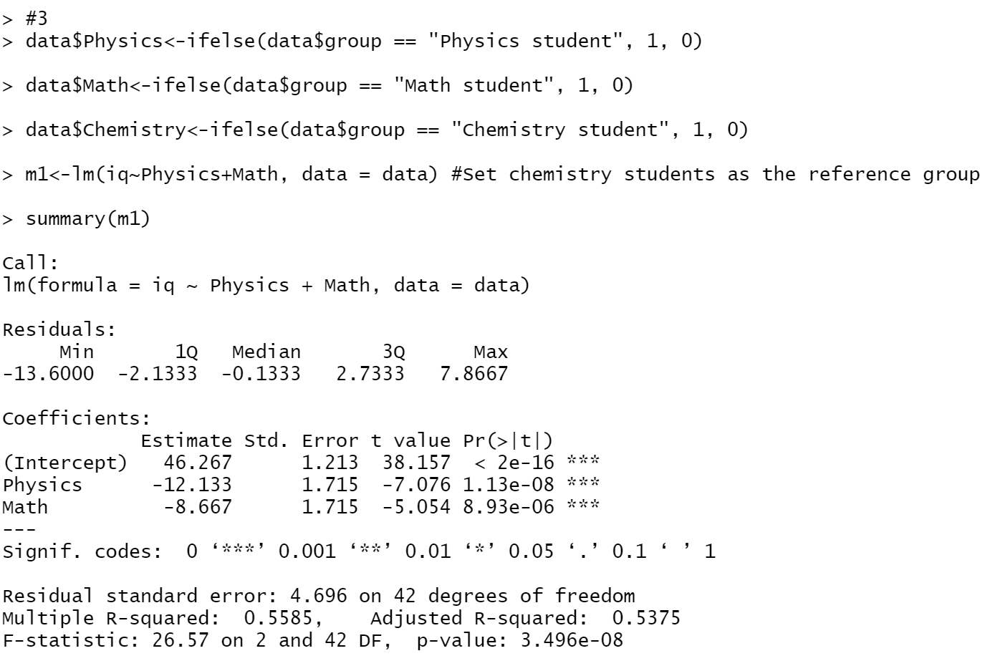 > #3
> data$Physics<-ifelse(data$group == "Physics student", 1, 0)
> data$Math<-ifelse(data$group == "Math student", 1, 0)
> data$Chemistry<-ifelse(data$group == "Chemistry student", 1, 0)
> m1<-lm(iq~Physics+Math, data = data) #Set chemistry students as the reference group
> summary(m1)
Call:
lm(formula = iq ~ Physics + Math, data = data)
Residuals:
     Min       1Q   Median       3Q      Max
-13.6000  -2.1333  -0.1333   2.7333   7.8667
Coefficients:
            Estimate Std. Error t value Pr(>|t|)
(Intercept)   46.267      1.213  38.157  < 2e-16 ***
Physics      -12.133      1.715  -7.076 1.13e-08 ***
Math          -8.667      1.715  -5.054 8.93e-06 ***
---
Signif. codes:  0 ‘***’ 0.001 ‘**’ 0.01 ‘*’ 0.05 ‘.’ 0.1 ‘ ’ 1
Residual standard error: 4.696 on 42 degrees of freedom
Multiple R-squared:  0.5585,    Adjusted R-squared:  0.5375
F-statistic: 26.57 on 2 and 42 DF,  p-value: 3.496e-08